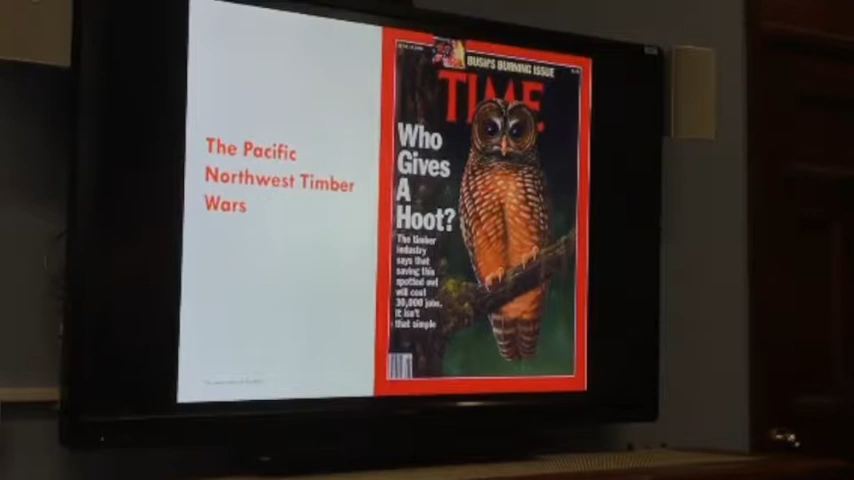 The Pacific
Northwest Timber
Wars
BUSH'S BURNING ISSUE
TIME
Who
Gives
A
Hoot?
The timber
industry
says that
saving this
spotted owl
will cost
30,000 jobs.
It isn't
that simple